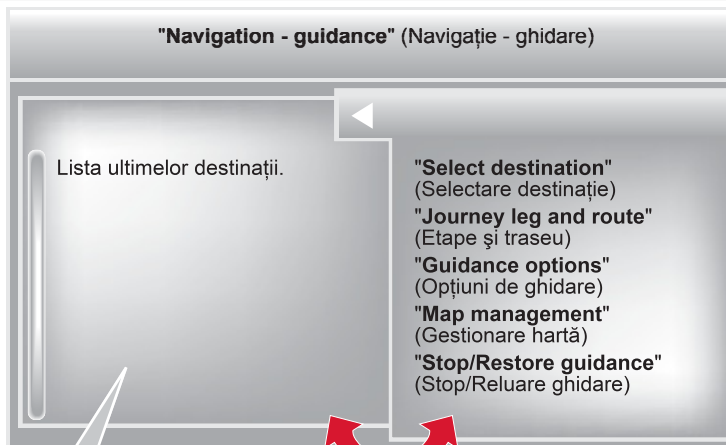 "Navigation - guidance" (Navigație - ghidare)
Lista ultimelor destinații.
"Select destination"
(Selectare destinație)
"Journey leg and route"
(Etape şi traseu)
"Guidance options"
(Opțiuni de ghidare)
"Map management"
(Gestionare hartă)
"Stop/Restore guidance"
(Stop/Reluare ghidare)